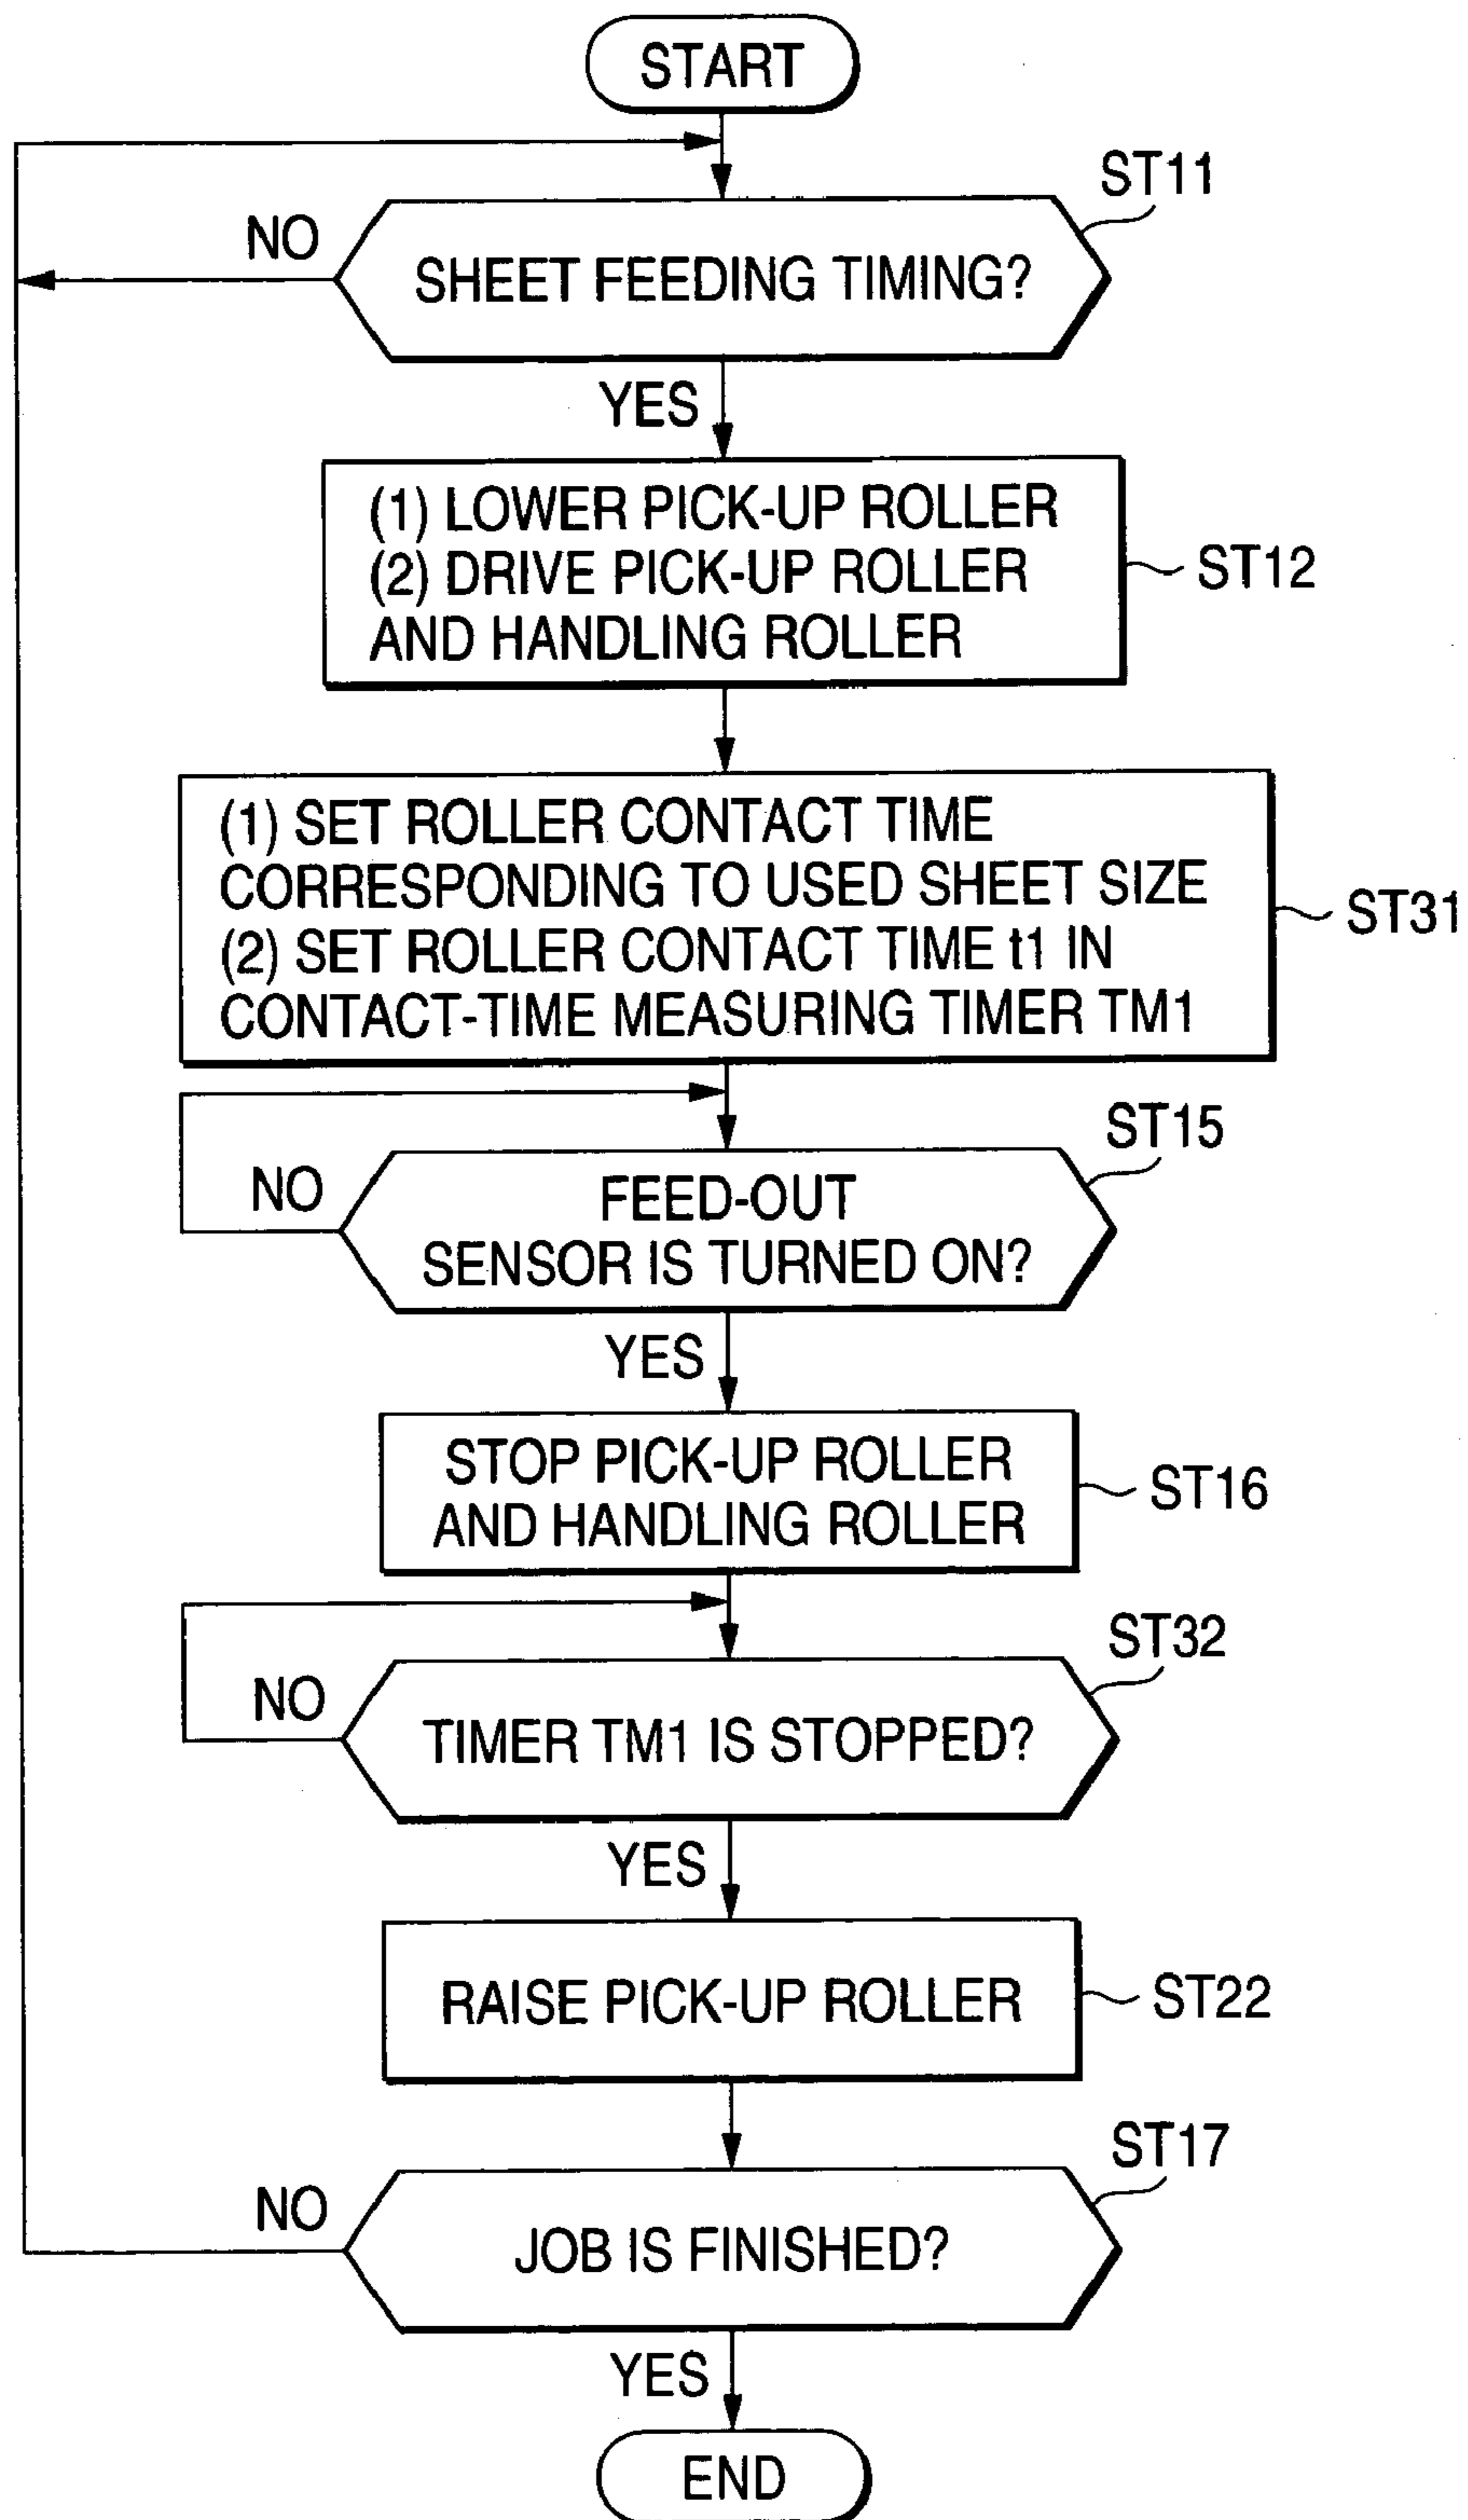 START
ST11
NO
SHEET FEEDING TIMING?
YES
(1) LOWER PICK-UP ROLLER
(2) DRIVE PICK-UP ROLLER
AND HANDLING ROLLER
ST12
(1) SET ROLLER CONTACT TIME
CORRESPONDING TO USED SHEET SIZE
(2) SET ROLLER CONTACT TIME t1 IN
CONTACT-TIME MEASURING TIMER TM1
ST31
ST15
NO
FEED-OUT
SENSOR IS TURNED ON?
YES
STOP PICK-UP ROLLER
AND HANDLING ROLLER
ST16
ST32
NO
TIMER TM1 IS STOPPED?
YES
RAISE PICK-UP ROLLER
ST22
ST17
NO
JOB IS FINISHED?
YES
END